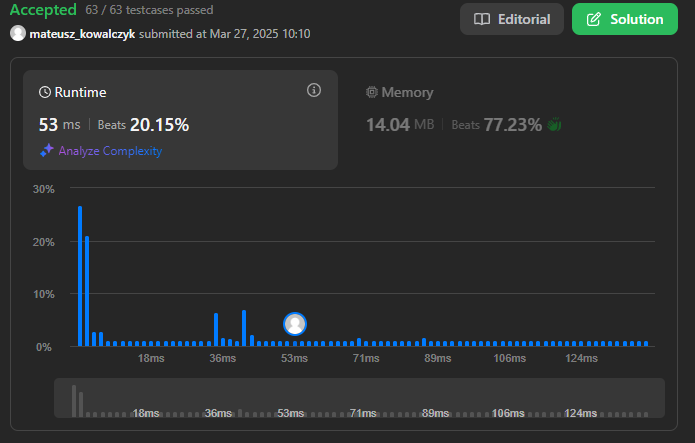 Accepted 63 / 63 testcases passed
Editorial
Solution
mateusz_kowalczyk submitted at Mar 27, 2025 10:10
Runtime
Memory
53 ms | Beats 20.15%
14.04 MB | Beats 77.23%
Analyze Complexity
30%
20%
10%
0%
18ms 36ms 53ms 71ms 89ms 106ms 124ms
18ms 36ms 53ms 71ms 89ms 106ms 124ms